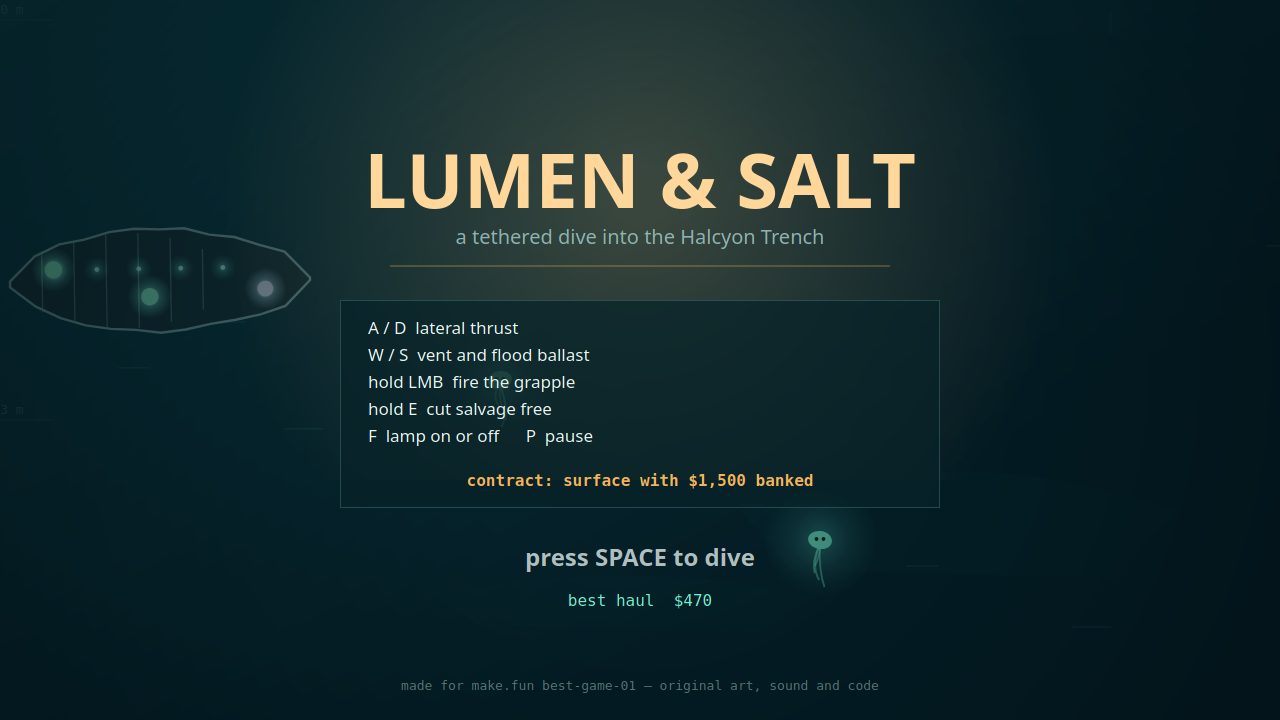 0 m
LUMEN & SALT
a tethered dive into the Halcyon Trench
A / D lateral thrust
W / S vent and flood ballast
hold LMB fire the grapple
3 m
hold E cut salvage free
F lamp on or off P pause
contract: surface with $1,500 banked
press SPACE to dive
best haul $470
made for make.fun best-game-01 — original art, sound and code